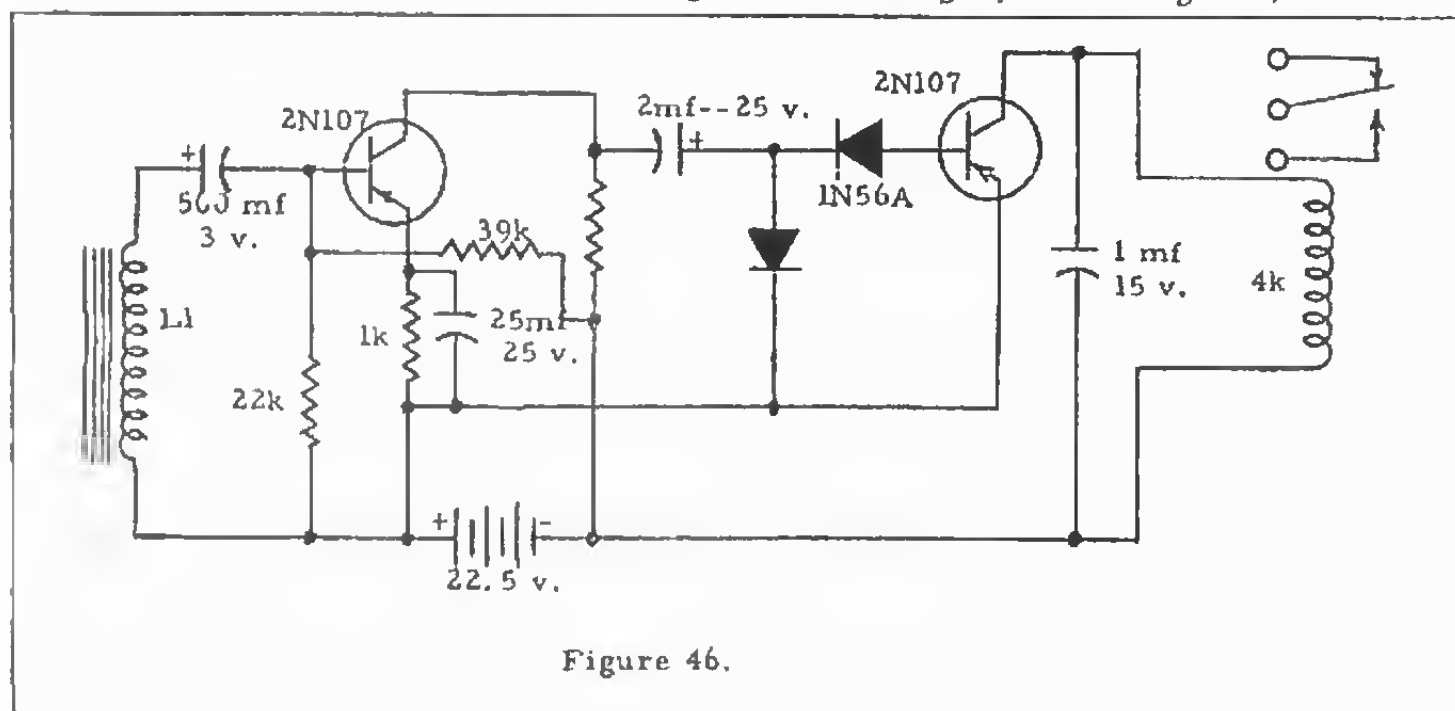 2N107
2N107
2mf--25 v.
+
+
mf
3 v.
1N56A
39k
L1
1k
25mf
25 v.
1 mf
15 v.
4k
22k
+
-
22.5 v.
Figure 46.